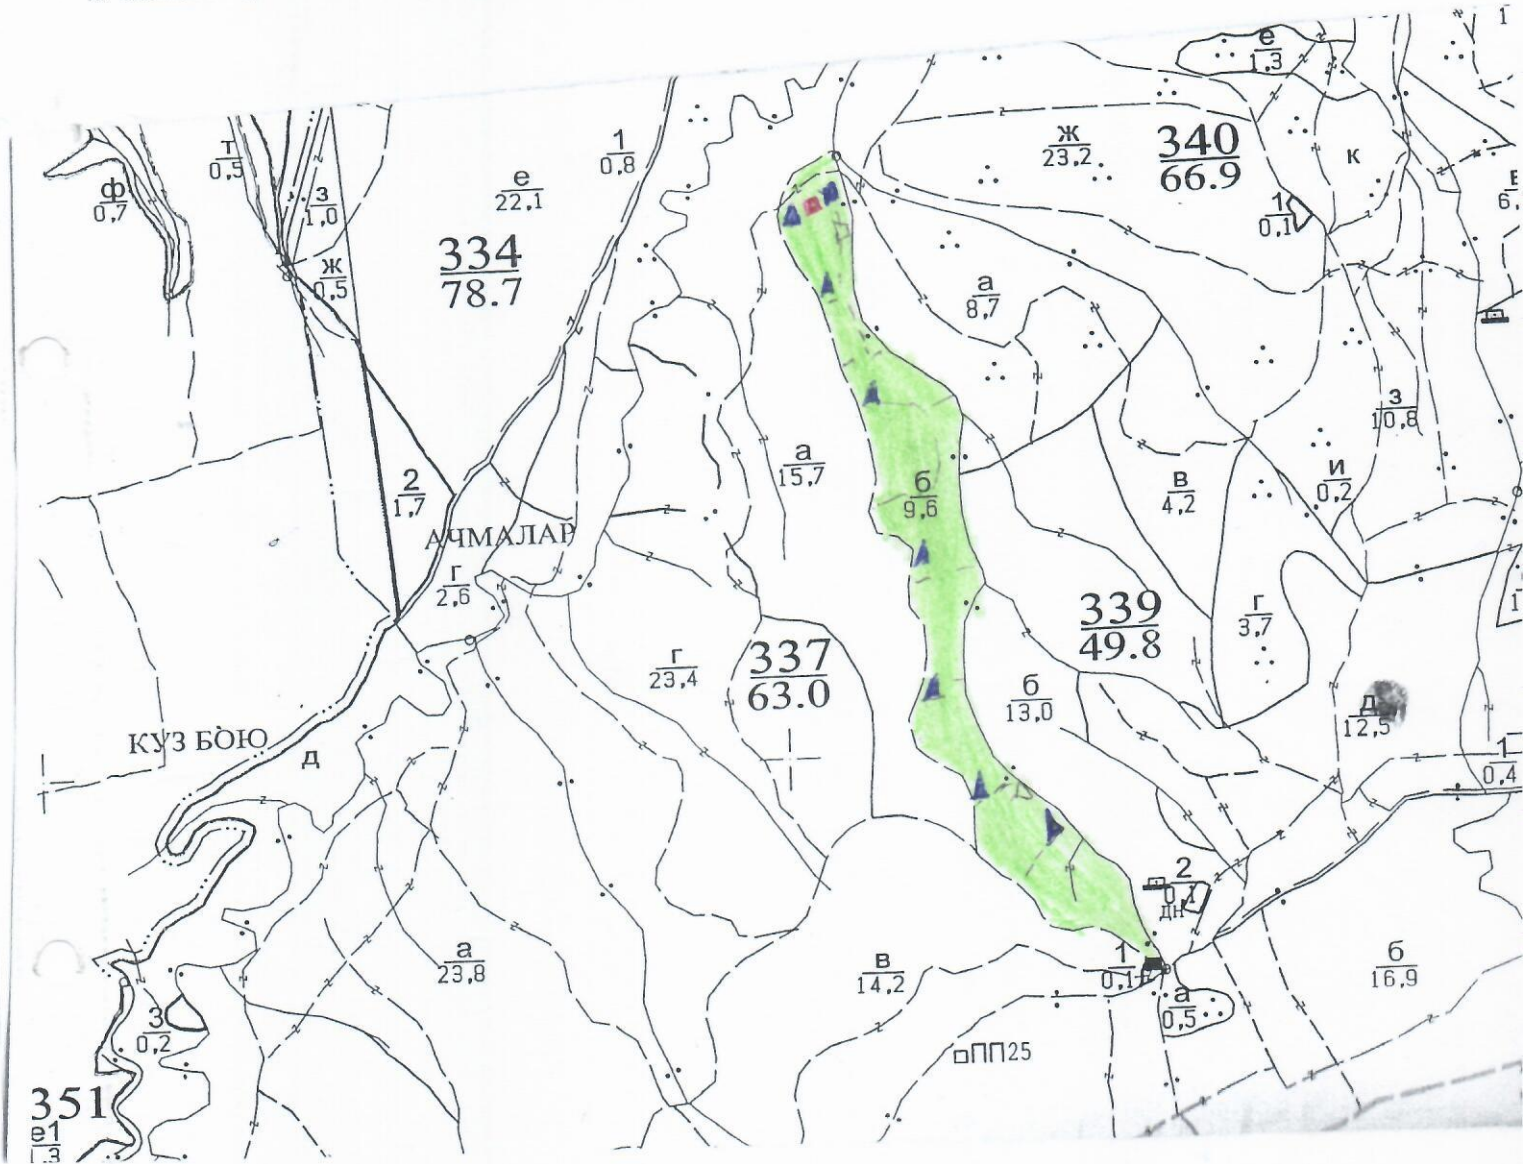 1
е
1,3
т
0,5
ф
0,7
з
1,0
е
22,1
1
0,8
ж
23,2
340
66.9
к
1
0,1
334
78.7
ж
0,5
а
8,7
з
10,8
а
15,7
2
1,7
б
9,6
в
4,2
и
0,2
АЧМАЛАР
г
2,6
339
49.8
г
3,7
337
63.0
г
23,4
б
13,0
д
12,5
КУЗ БОЮ
д
1
0,4
2
0,1
ДН
а
23,8
в
14,2
1
0,1
а
0,5
б
16,9
3
0,2
ПП25
351
е1